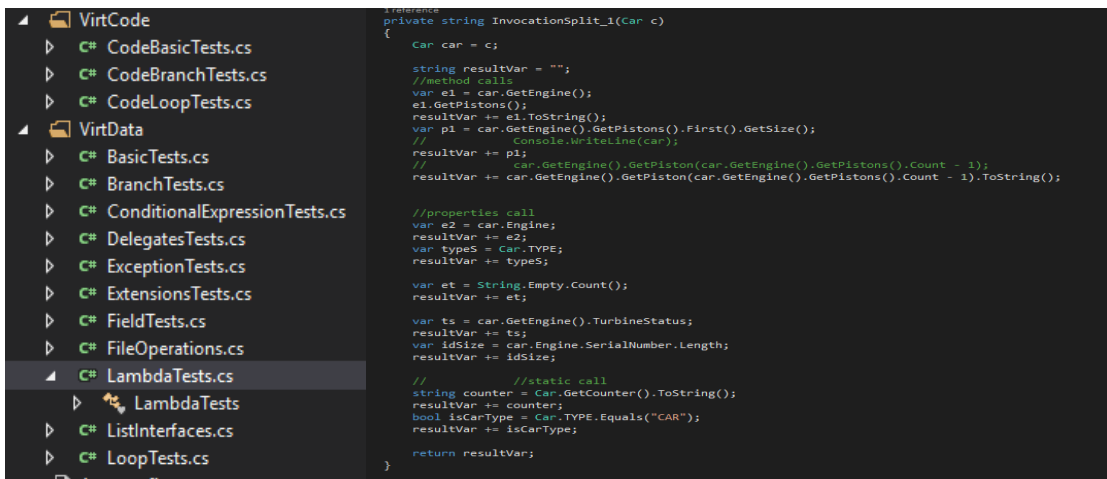 VirtCode
C# CodeBasicTests.cs
C# CodeBranchTests.cs
C# CodeLoopTests.cs
VirtData
C# BasicTests.cs
C# BranchTests.cs
C# ConditionalExpressionTests.cs
C# DelegatesTests.cs
C# ExceptionTests.cs
C# ExtensionsTests.cs
C# FieldTests.cs
C# FileOperations.cs
C# LambdaTests.cs
LambdaTests
C# ListInterfaces.cs
C# LoopTests.cs
1 reference
private string InvocationSplit_1(Car c)
{
Car car = c;
string resultVar = "";
//method calls
var e1 = car.GetEngine();
e1.GetPistons();
resultVar += e1.ToString();
var p1 = car.GetEngine().GetPistons().First().GetSize();
// Console.WriteLine(car);
resultVar += p1;
// car.GetEngine().GetPiston(car.GetEngine().GetPistons().Count - 1);
resultVar += car.GetEngine().GetPiston(car.GetEngine().GetPistons().Count - 1).ToString();
//properties call
var e2 = car.Engine;
resultVar += e2;
var typeS = Car.TYPE;
resultVar += typeS;
var et = String.Empty.Count();
resultVar += et;
var ts = car.GetEngine().TurbineStatus;
resultVar += ts;
var idSize = car.Engine.SerialNumber.Length;
resultVar += idSize;
// //static call
string counter = Car.GetCounter().ToString();
resultVar += counter;
bool isCarType = Car.TYPE.Equals("CAR");
resultVar += isCarType;
return resultVar;
}